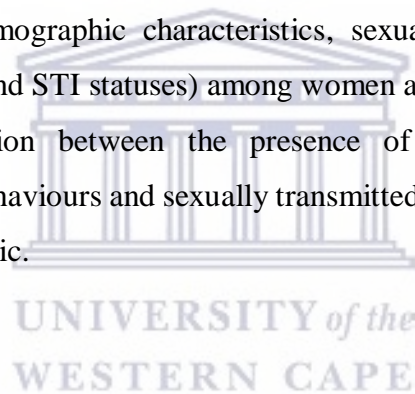 mographic characteristics, sexua
nd STI statuses) among women a
ion between the presence of
haviours and sexually transmitted
ic.
UNIVERSITY of the
WESTERN CAPE